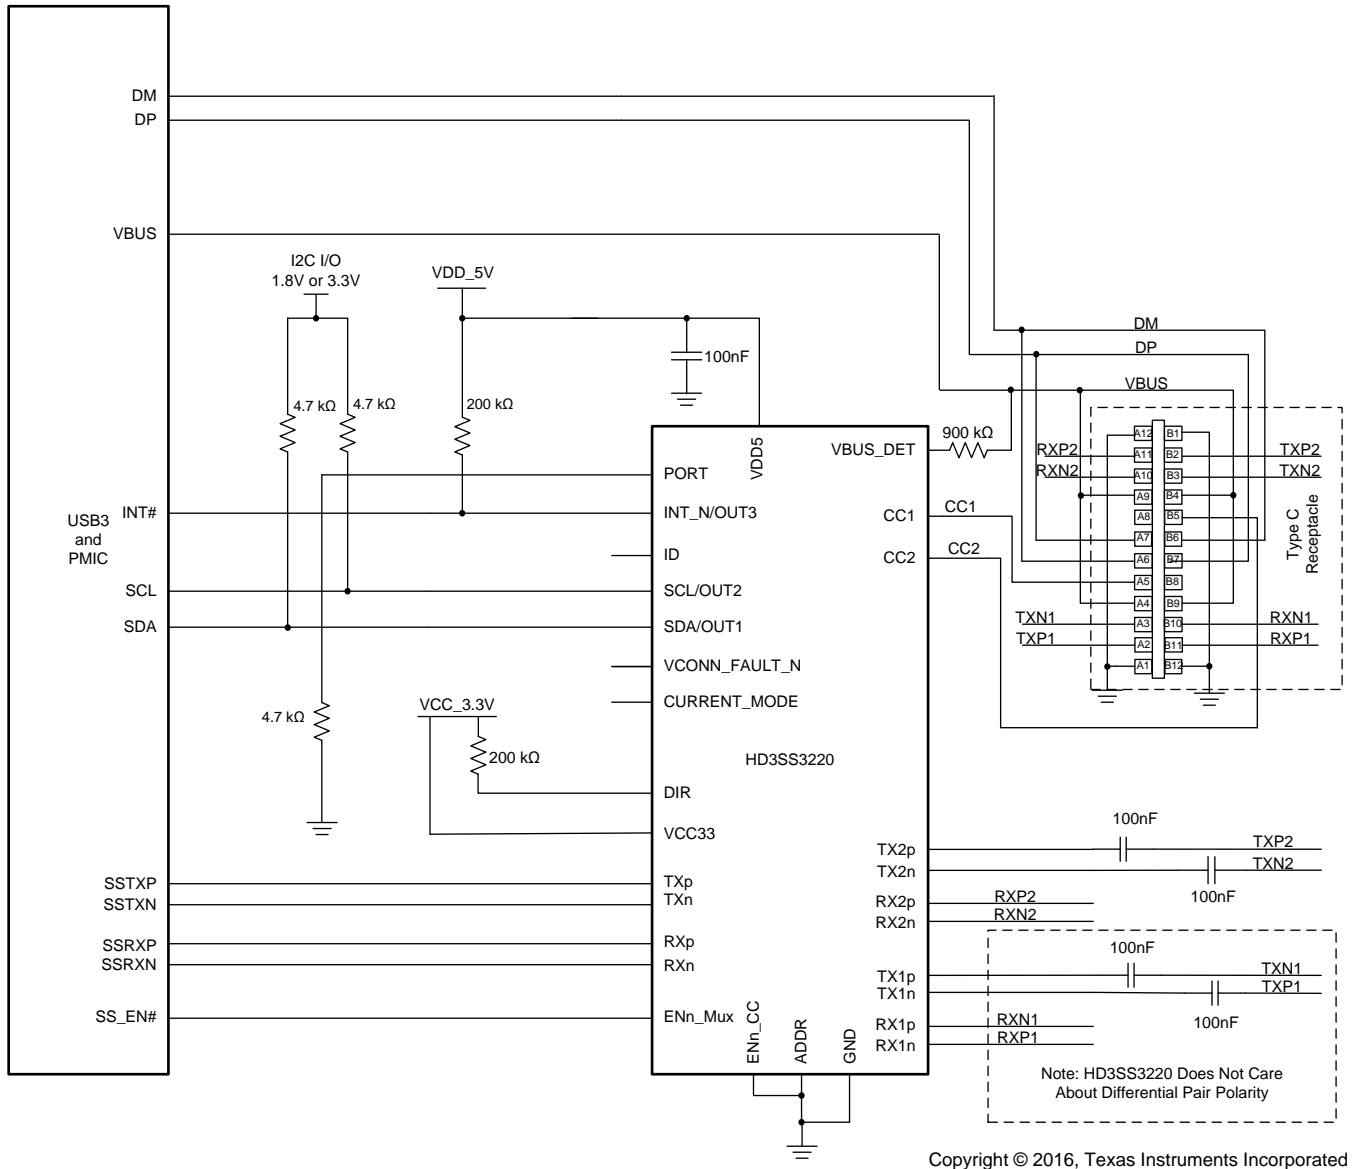 DM
DP
VBUS
I2C I/O
1.8V or 3.3V
VDD_5V
100nF
4.7 kΩ
4.7 kΩ
200 kΩ
DM
DP
VBUS
VDD5
VBUS_DET
900 kΩ
PORT
INT#
INT_N/OUT3
CC1
CC1
USB3
and
PMIC
ID
CC2
CC2
SCL
SCL/OUT2
SDA
SDA/OUT1
VCONN_FAULT_N
CURRENT_MODE
4.7 kΩ
VCC_3.3V
200 kΩ
HD3SS3220
DIR
VCC33
RXP2
RXN2
TXP2
TXN2
A12
B1
A11
B2
A10
B3
A9
B4
A8
B5
A7
B6
A6
B7
A5
B8
A4
B9
A3
B10
A2
B11
A1
B12
Type C
Receptacle
TXN1
TXP1
RXN1
RXP1
SSTXP
SSTXN
TXp
TXn
SSRXP
SSRXN
RXp
RXn
SS_EN#
ENn_Mux
ENn_CC
ADDR
GND
TX2p
TX2n
100nF
TXP2
TXN2
100nF
RX2p
RX2n
RXP2
RXN2
100nF
TX1p
TX1n
TXN1
TXP1
100nF
RX1p
RX1n
RXN1
RXP1
Note: HD3SS3220 Does Not Care
About Differential Pair Polarity
Copyright © 2016, Texas Instruments Incorporated